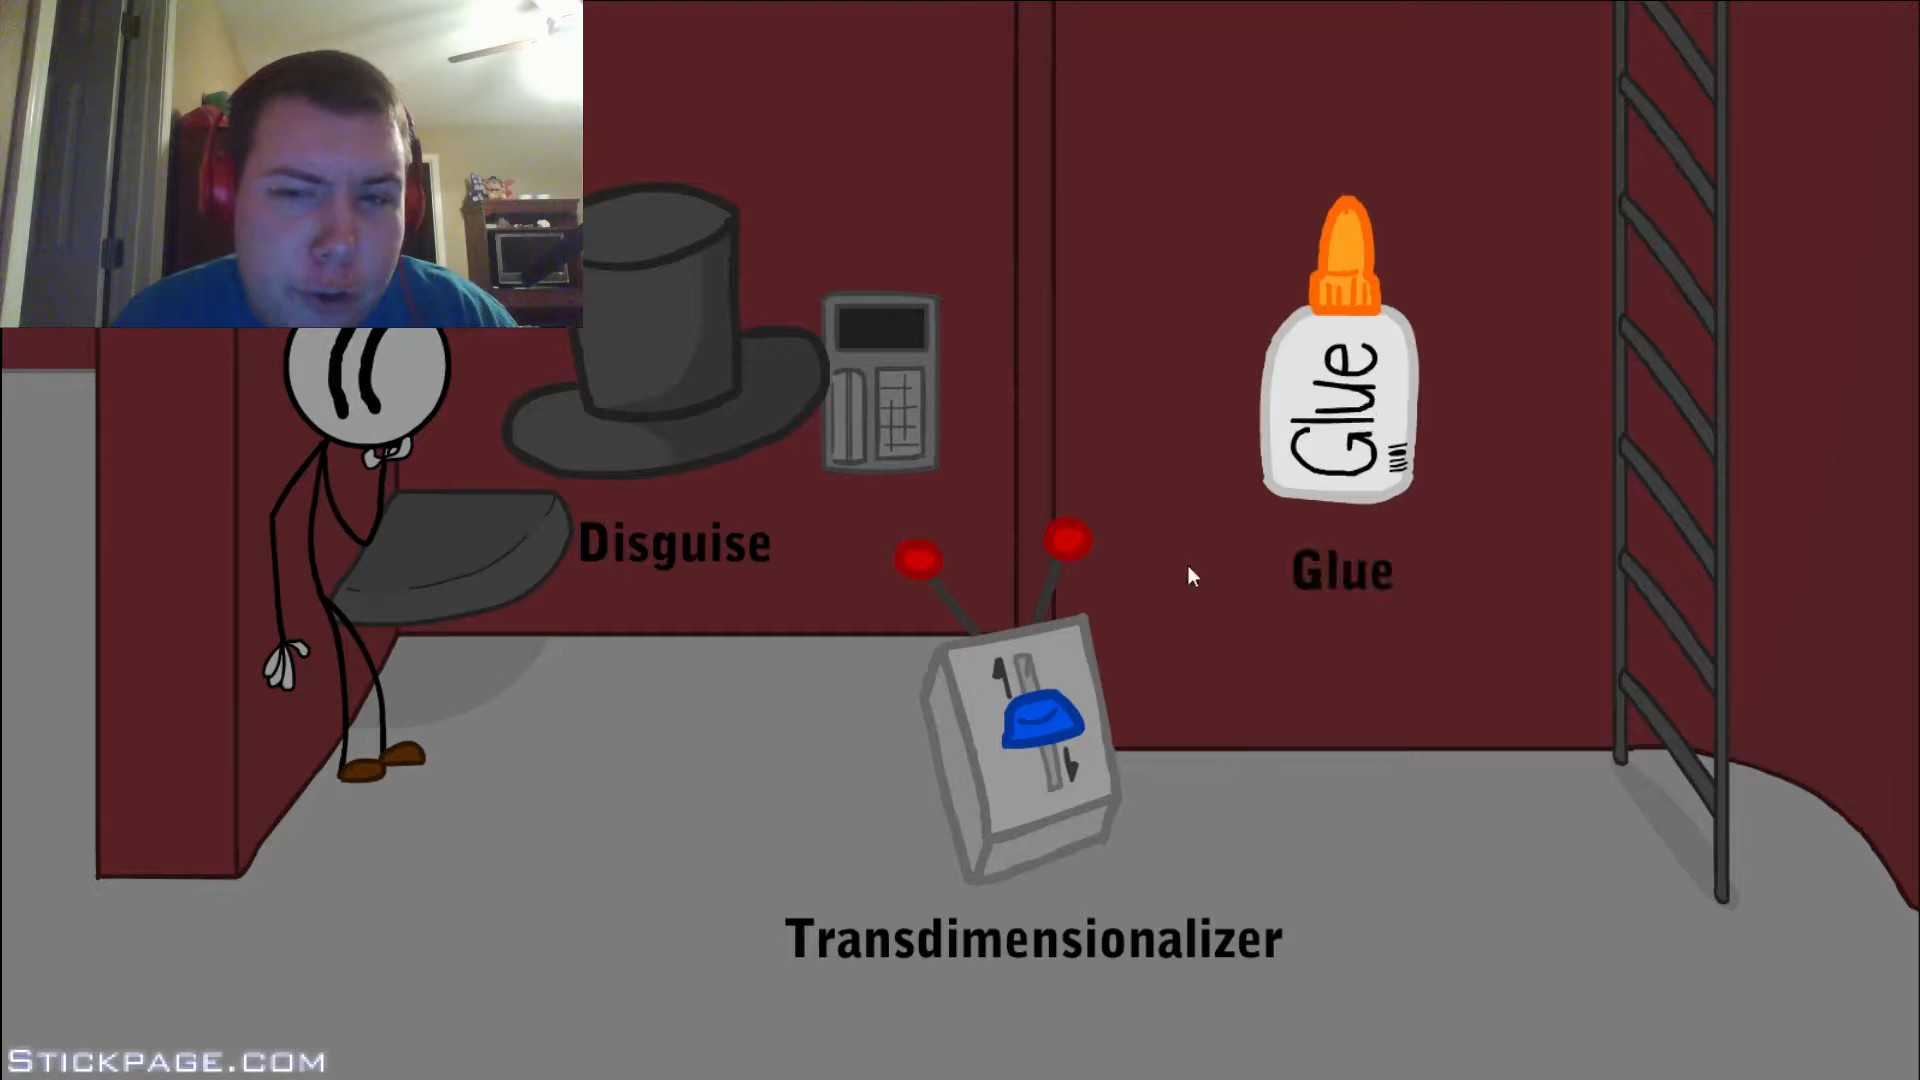 Glue
Disguise
Glue
Transdimensionalizer
STICKPAGE.COM